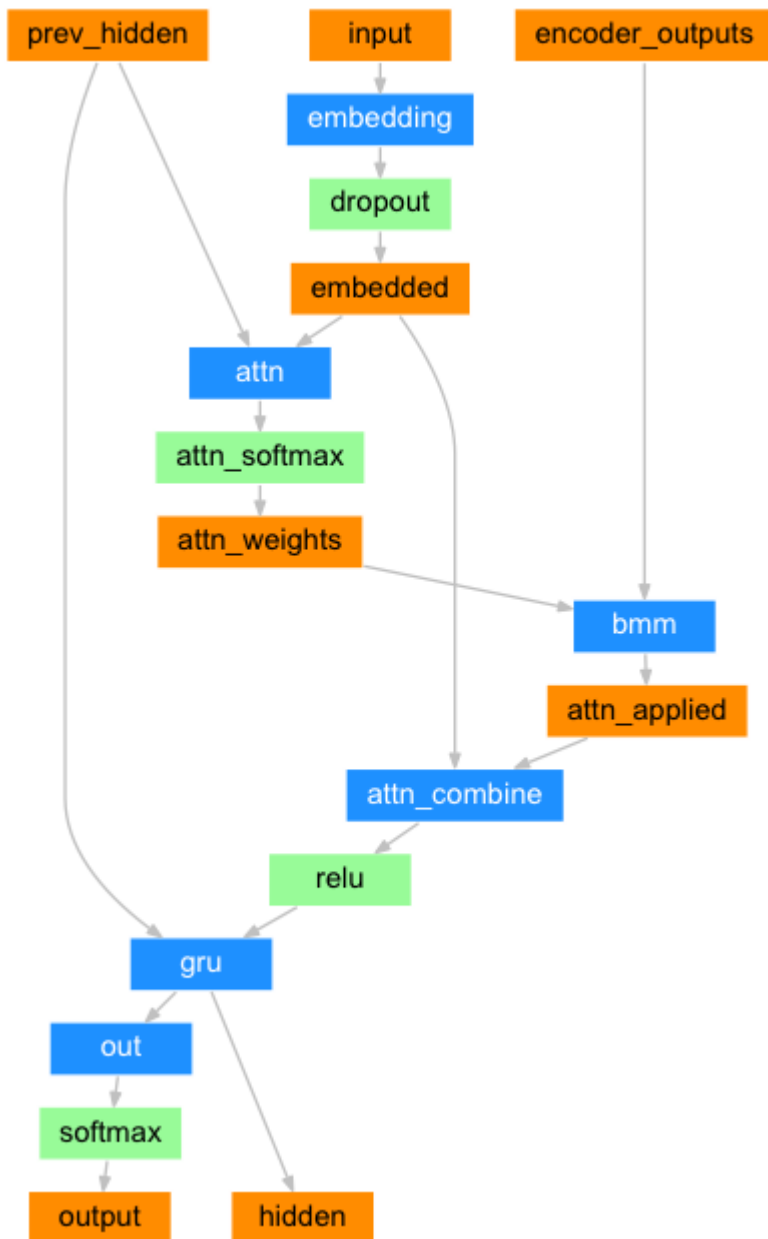 prev_hidden
input
encoder_outputs
embedding
dropout
embedded
attn
attn_softmax
attn_weights
bmm
attn_applied
attn_combine
relu
gru
out
softmax
output
hidden